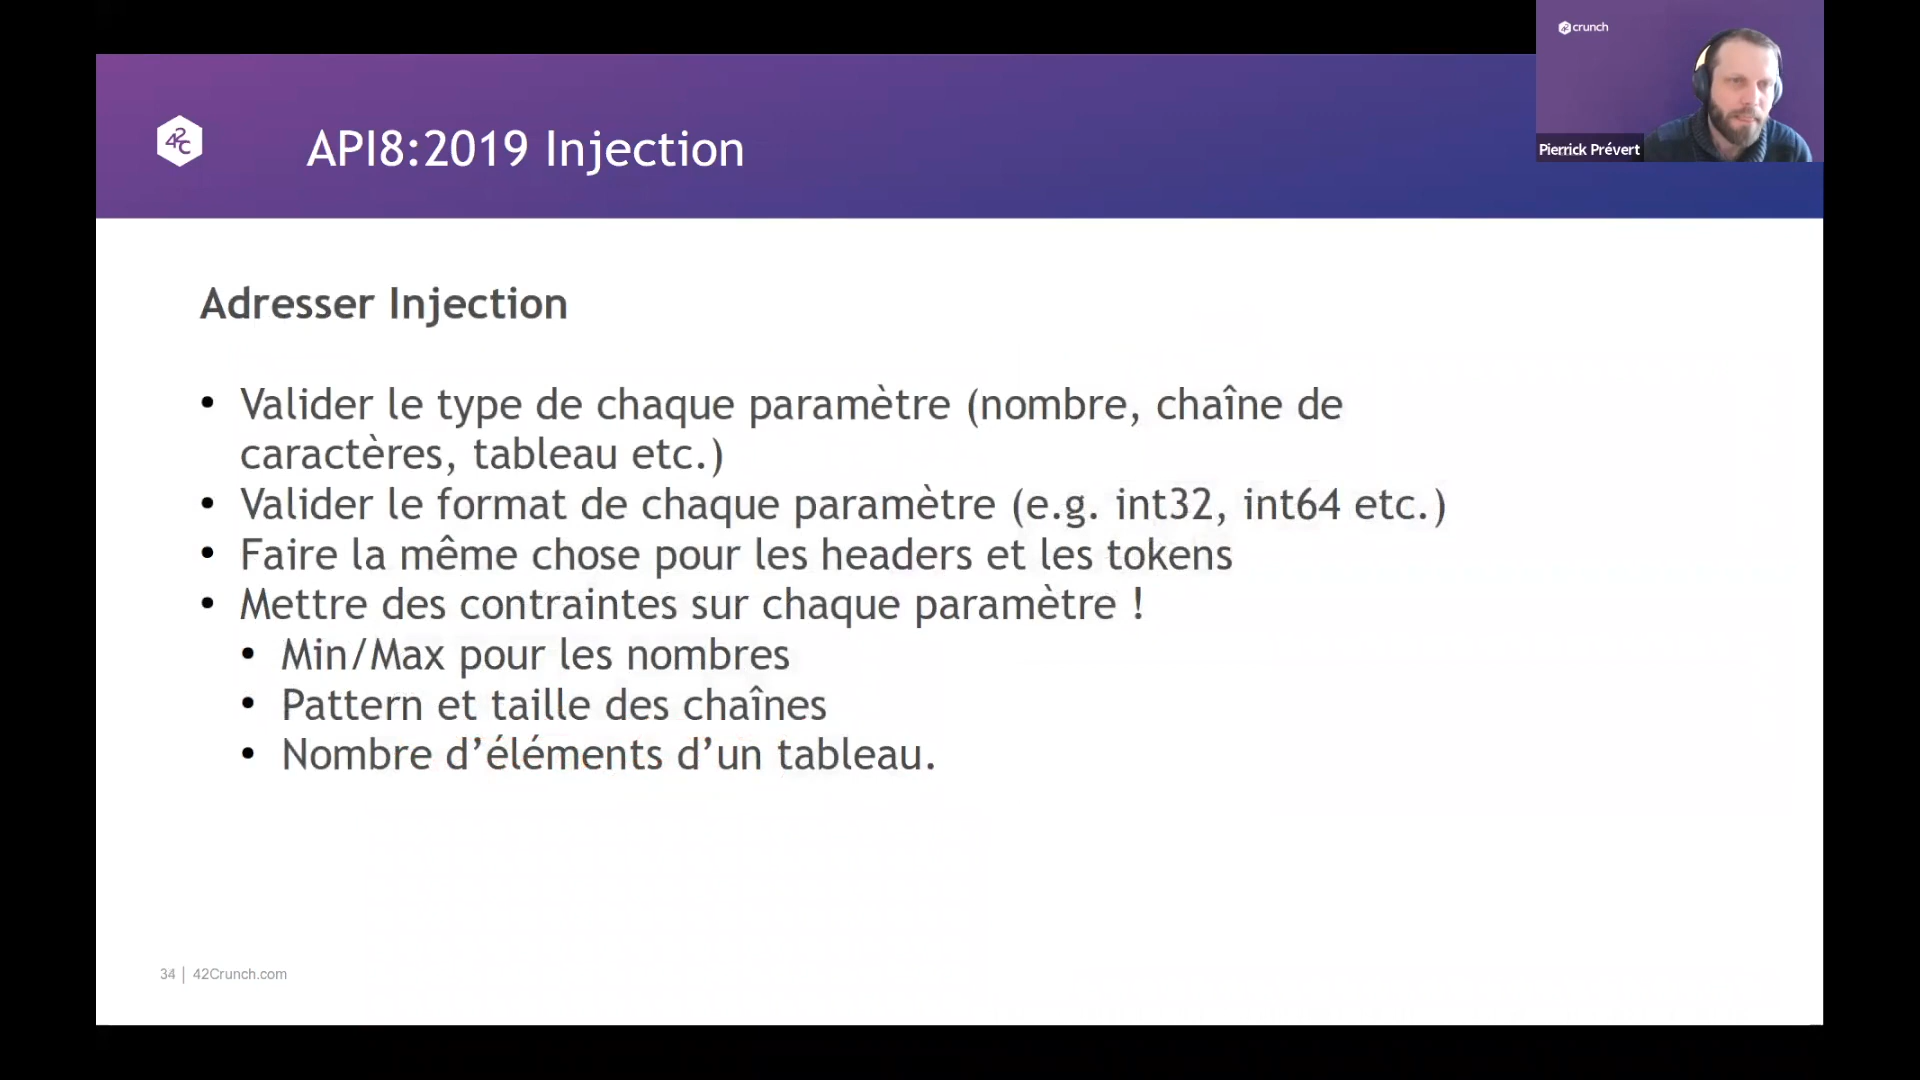 crunch
Pierrick Prévert
42C
API8:2019 Injection
Adresser Injection
• Valider le type de chaque paramètre (nombre, chaîne de
caractères, tableau etc.)
• Valider le format de chaque paramètre (e.g. int32, int64 etc.)
• Faire la même chose pour les headers et les tokens
• Mettre des contraintes sur chaque paramètre !
• Min/Max pour les nombres
• Pattern et taille des chaînes
• Nombre d’éléments d’un tableau.
34 | 42Crunch.com